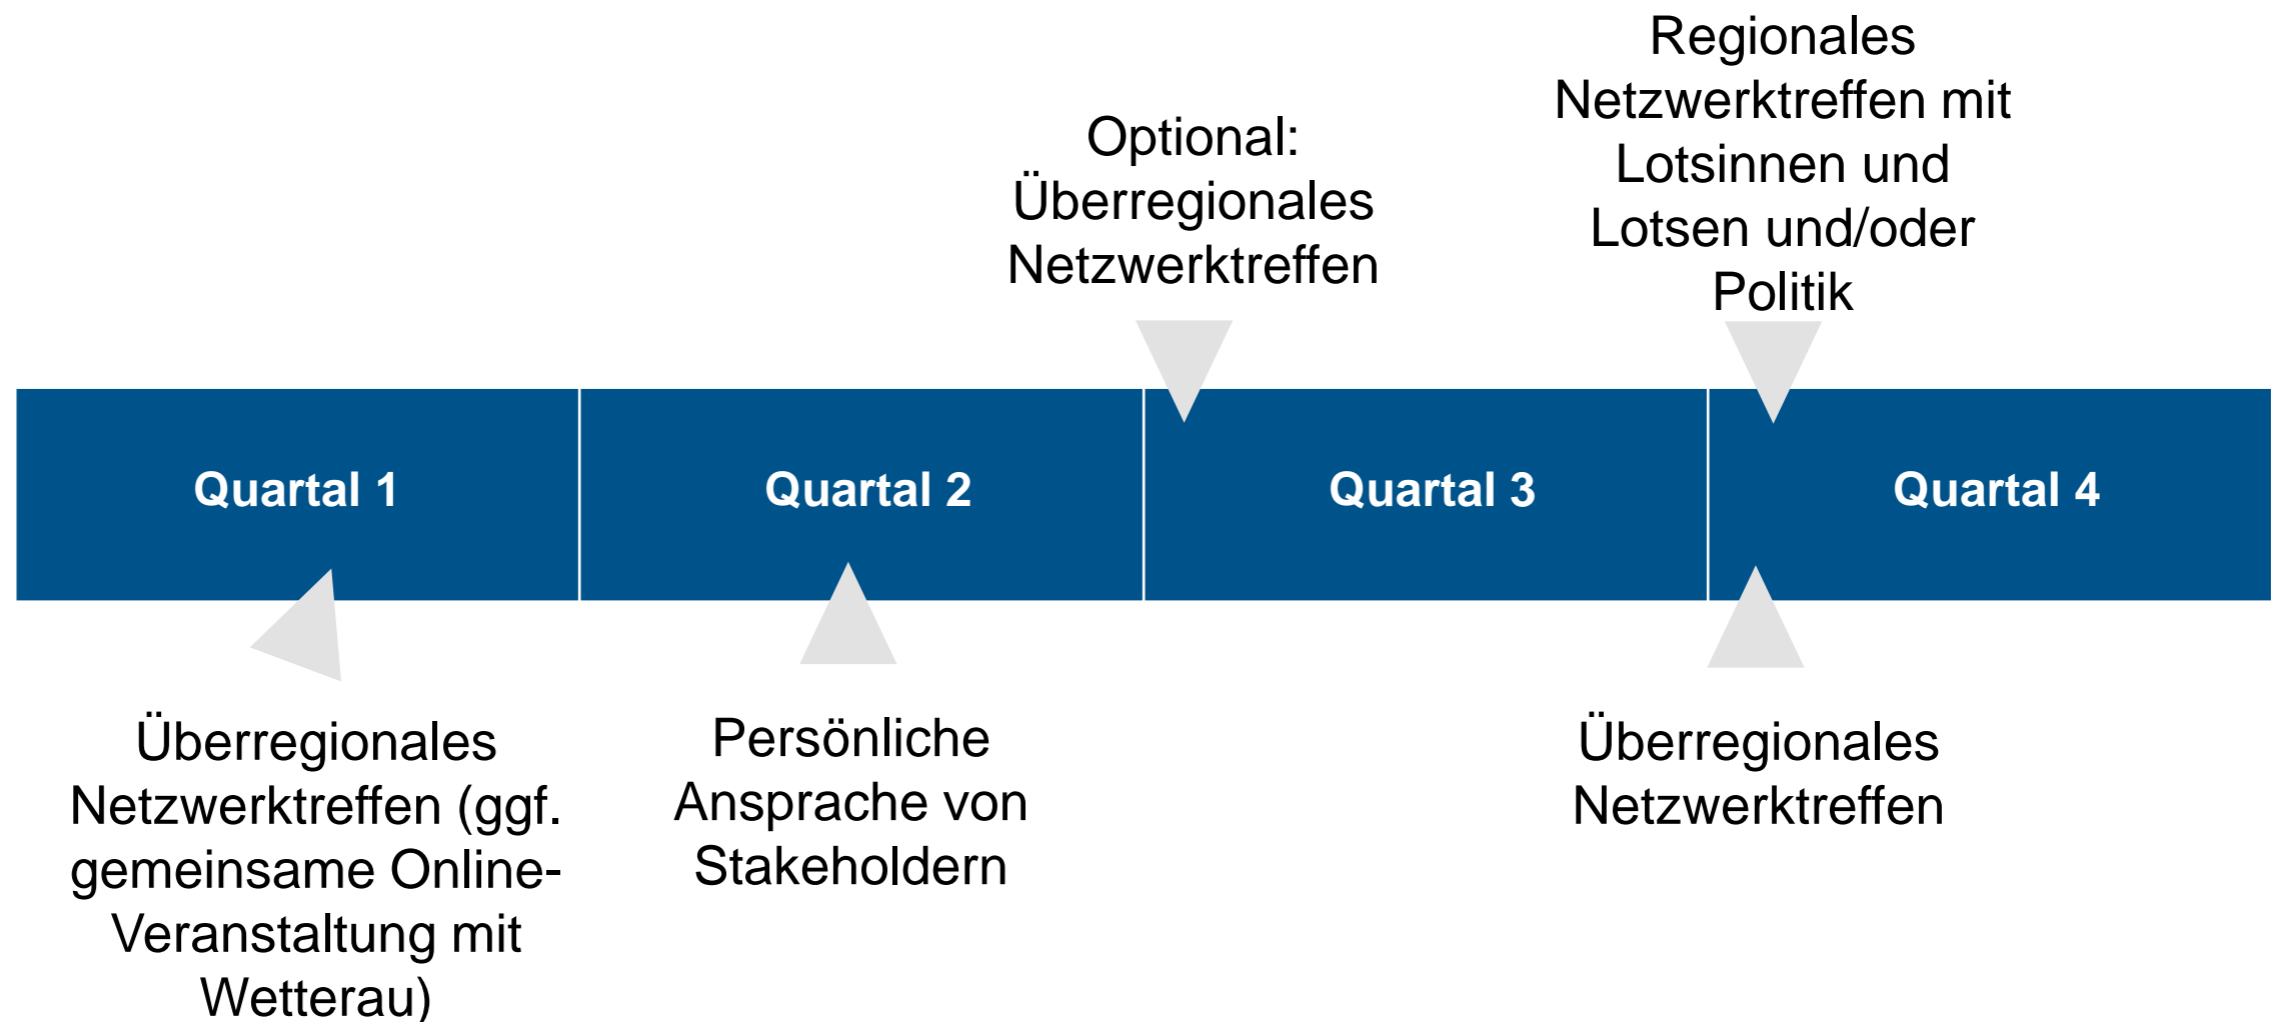 Regionales
Netzwerktreffen mit
Lotsinnen und
Lotsen und/oder
Politik
Optional:
Überregionales
Netzwerktreffen
Quartal 1
Quartal 2
Quartal 3
Quartal 4
Überregionales
Netzwerktreffen (ggf.
gemeinsame Online-
Veranstaltung mit
Wetterau)
Persönliche
Ansprache von
Stakeholdern
Überregionales
Netzwerktreffen